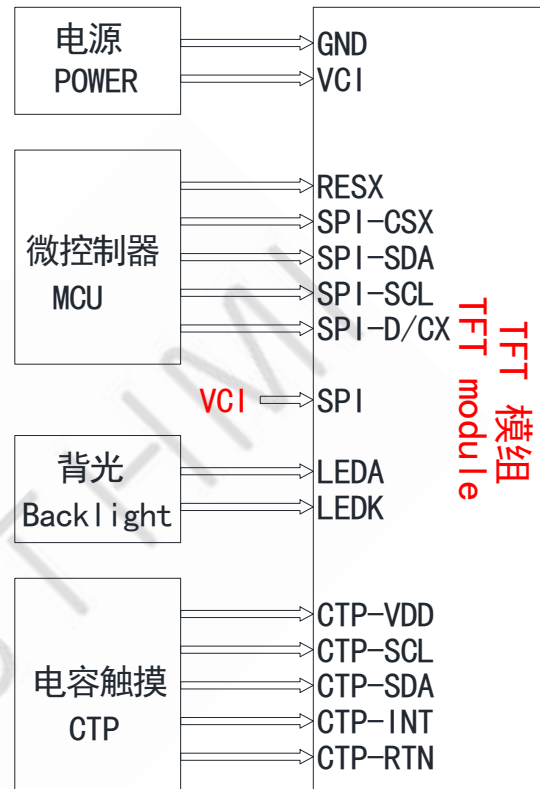 电源
POWER
GND
VCI
微控制器
MCU
RESX
SPI-CSX
SPI-SDA
SPI-SCL
SPI-D/CX
VCI
SPI
背光
Backlight
LEDA
LEDK
电容触摸
CTP
CTP-VDD
CTP-SCL
CTP-SDA
CTP-INT
CTP-RTN
TFT 模组
TFT module